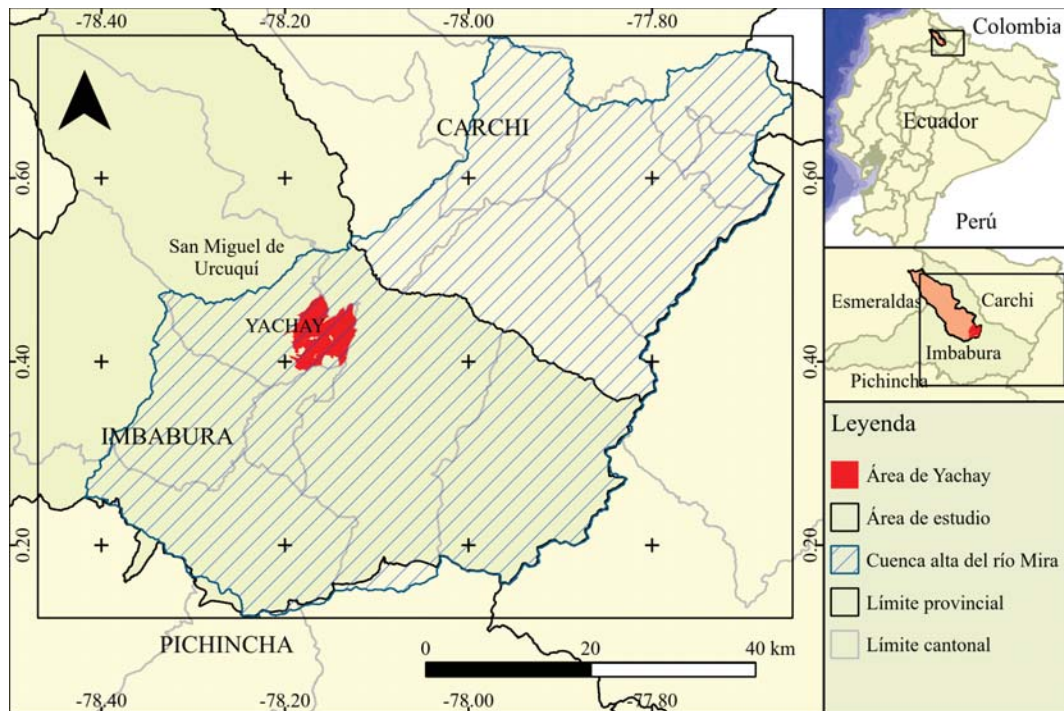 -78.40
-78.20
-78.00
-77.80
CARCHI
0.60
0.60
San Miguel de
Urcuquí
YACHAY
0.40
0.40
IMBABURA
0.20
0.20
PICHINCHA
0
20
40 km
-78.40
-78.20
-78.00
-77.80
Colombia
Ecuador
Perú
Esmeraldas
Carchi
Imbabura
Pichincha
Leyenda
Área de Yachay
Área de estudio
Cuenca alta del río Mira
Límite provincial
Límite cantonal